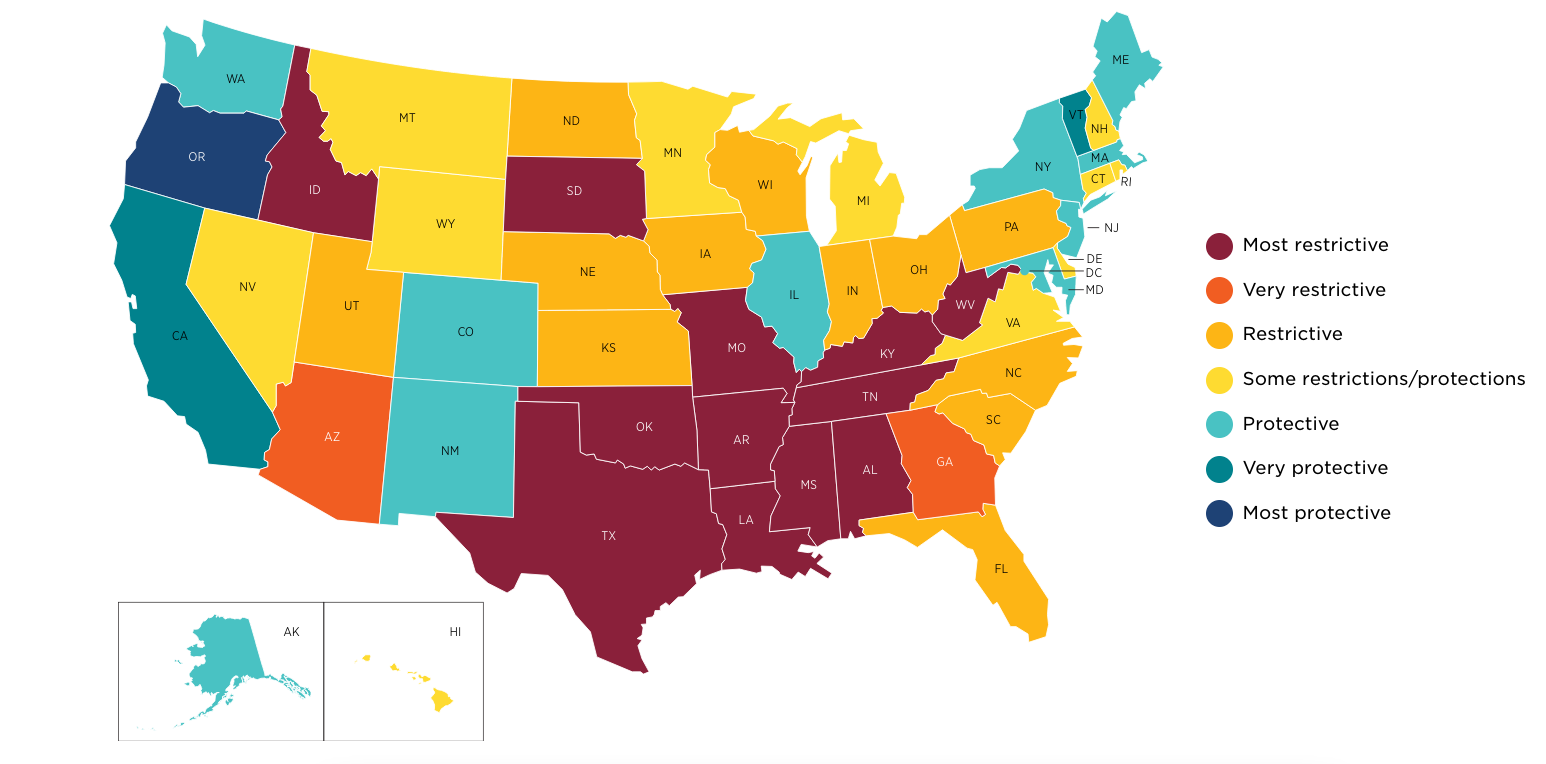 WA
OR
CA
NV
ID
MT
WY
UT
AZ
CO
NM
ND
SD
NE
KS
OK
TX
MN
IA
MO
AR
LA
WI
IL
MI
IN
OH
KY
TN
MS
AL
GA
FL
SC
NC
VA
WV
PA
NY
VT
NH
ME
MA
CT
RI
NJ
DE
DC
MD
AK
HI
Most restrictive
Very restrictive
Restrictive
Some restrictions/protections
Protective
Very protective
Most protective